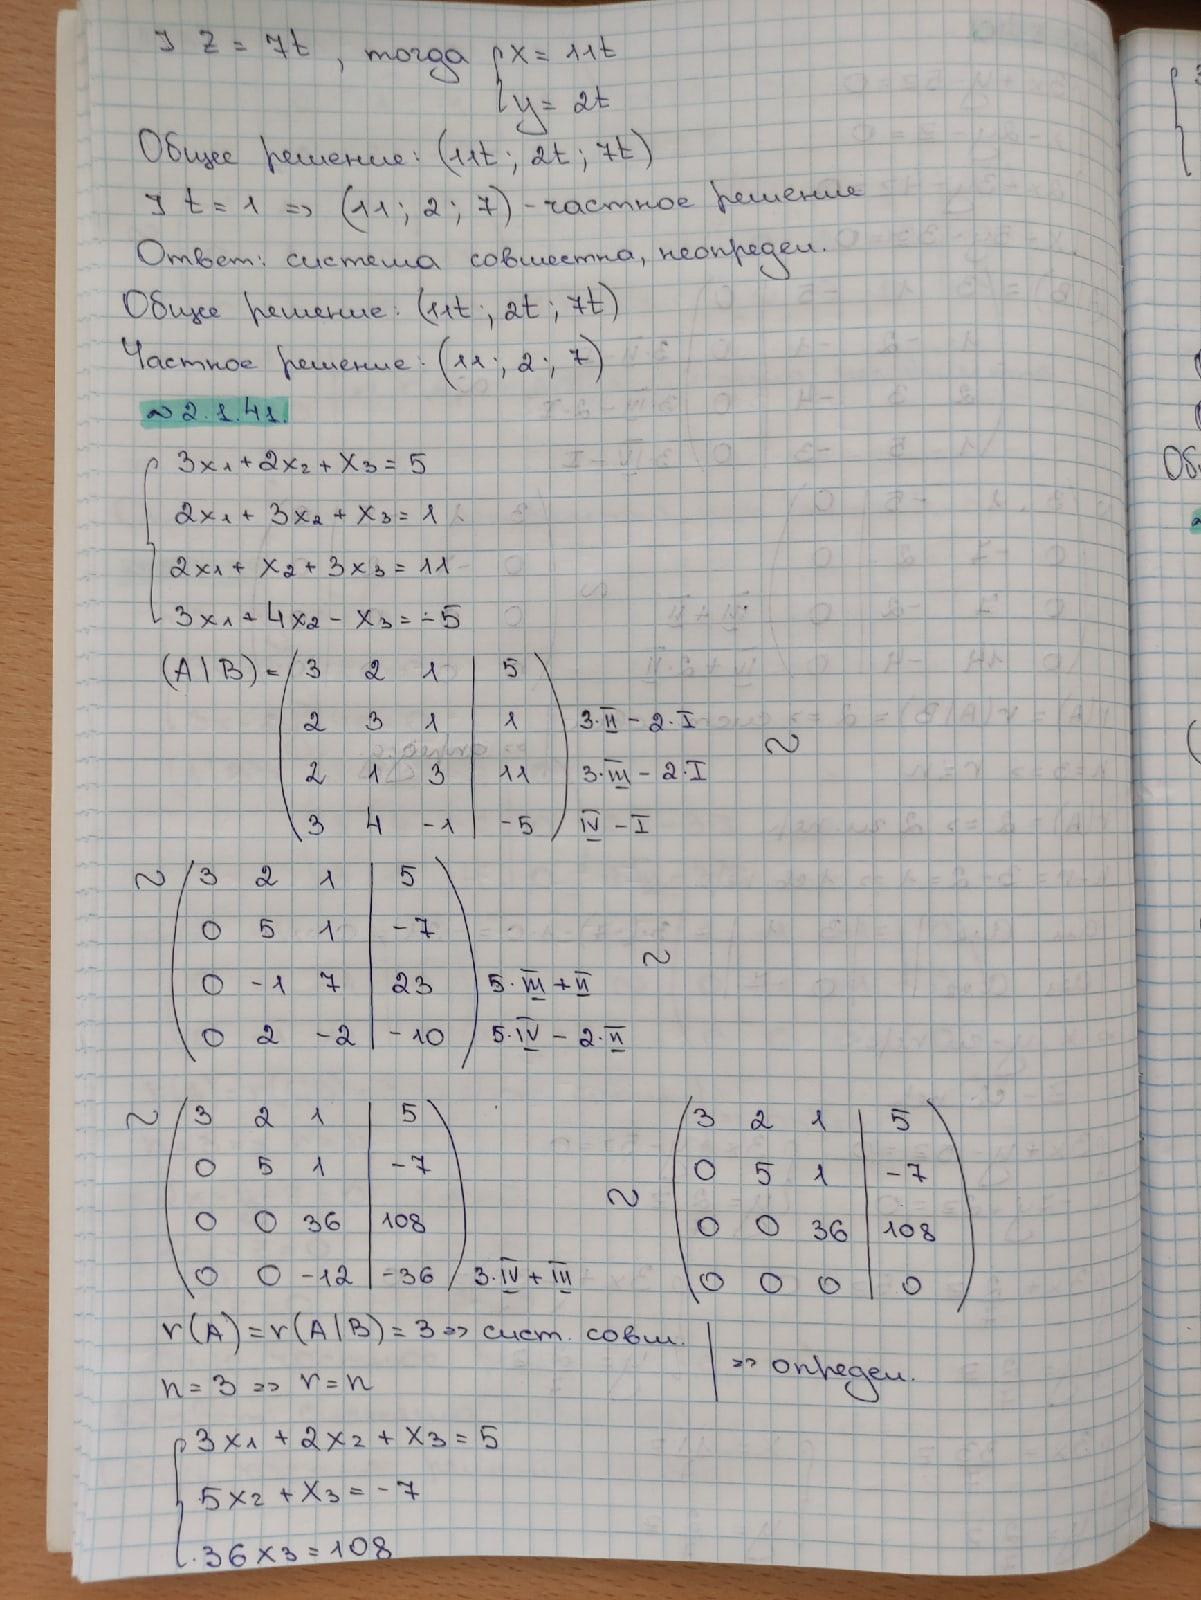 ] z = 7t, тогда { x = 11t
y = 2t
Общее решение: (11t; 2t; 7t)
] t = 1 => (11; 2; 7) - частное решение
Ответ: система совместна, неопредел.
Общее решение: (11t; 2t; 7t)
Частное решение: (11; 2; 7)
~ 2.1.41.
{ 3x₁ + 2x₂ + x₃ = 5
2x₁ + 3x₂ + x₃ = 1
2x₁ + x₂ + 3x₃ = 11
3x₁ + 4x₂ - x₃ = -5
(A|B) = ( 3 2 1 | 5 )
2 3 1 | 1 3·II - 2·I
2 1 3 | 11 3·III - 2·I ~
3 4 -1 | -5 IV - I
~ ( 3 2 1 | 5 )
0 5 1 | -7
0 -1 7 | 23 5·III + II ~
0 2 -2 | -10 5·IV - 2·II
~ ( 3 2 1 | 5 )
0 5 1 | -7
0 0 36 | 108
0 0 -12 | -36 3·IV + III
~ ( 3 2 1 | 5 )
0 5 1 | -7
0 0 36 | 108
0 0 0 | 0
r(A) = r(A|B) = 3 => сист. совм.
n = 3 => r = n | => определ.
{ 3x₁ + 2x₂ + x₃ = 5
5x₂ + x₃ = -7
36x₃ = 108
Об